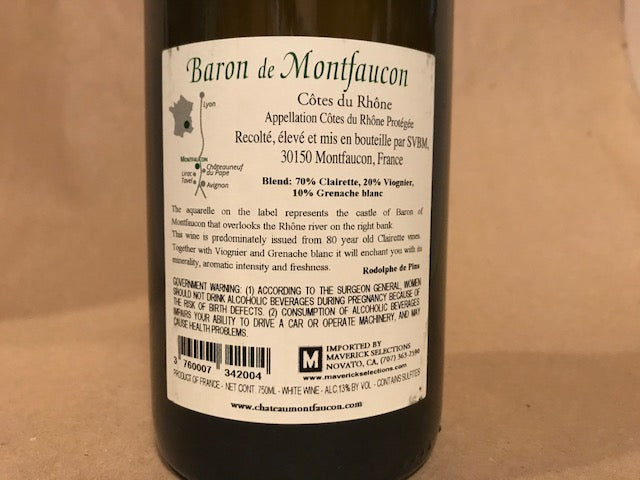 Baron de Montfaucon
Côtes du Rhône
Appellation Côtes du Rhône Protégée
Recolté, élevé et mis en bouteille par SVBM,
30150 Montfaucon, France
Lyon
MONTFAUCON
Châteauneuf
du Pape
Lirac
Tavel
Avignon
Blend: 70% Clairette, 20% Viognier,
10% Grenache blanc
The aquarelle on the label represents the castle of Baron of
Montfaucon that overlooks the Rhône river on the right bank.
This wine is predominately issued from 80 year old Clairette vines.
Together with Viognier and Grenache blanc it will enchant you with its
minerality, aromatic intensity and freshness.
Rodolphe de Pins
GOVERNMENT WARNING: (1) ACCORDING TO THE SURGEON GENERAL, WOMEN
SHOULD NOT DRINK ALCOHOLIC BEVERAGES DURING PREGNANCY BECAUSE OF
THE RISK OF BIRTH DEFECTS. (2) CONSUMPTION OF ALCOHOLIC BEVERAGES
IMPAIRS YOUR ABILITY TO DRIVE A CAR OR OPERATE MACHINERY, AND MAY
CAUSE HEALTH PROBLEMS.
3 760007 342004
M
IMPORTED BY
MAVERICK SELECTIONS
NOVATO, CA. (707) 363-7590
www.maverickselections.com
PRODUCT OF FRANCE - NET CONT. 750ML - WHITE WINE - ALC.13% BY VOL - CONTAINS SULFITES
www.chateaumontfaucon.com